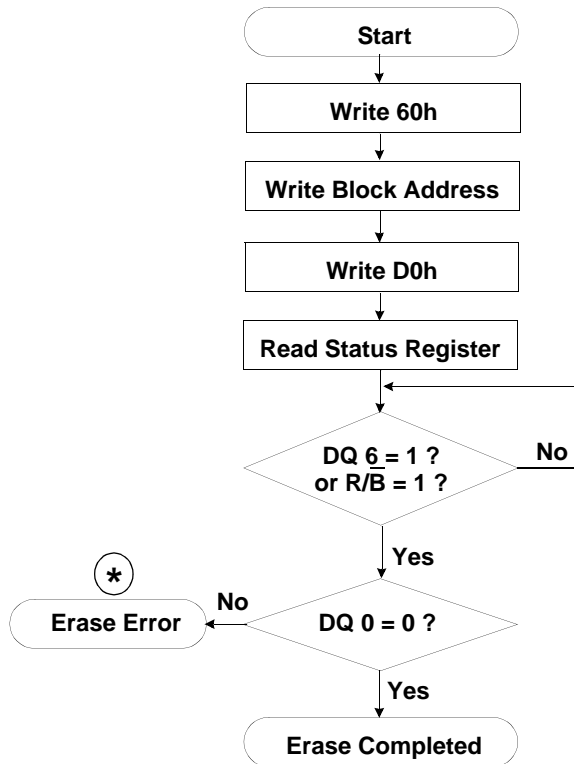 Start
Write 60h
Write Block Address
Write D0h
Read Status Register
DQ 6 = 1 ?
or R/B̅ = 1 ?
No
Yes
*
No
Erase Error
DQ 0 = 0 ?
Yes
Erase Completed